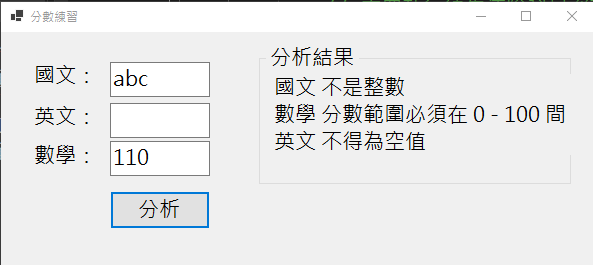 分數練習
國文： abc
英文：
數學： 110
分析
分析結果
國文 不是整數
數學 分數範圍必須在 0 - 100 間
英文 不得為空值